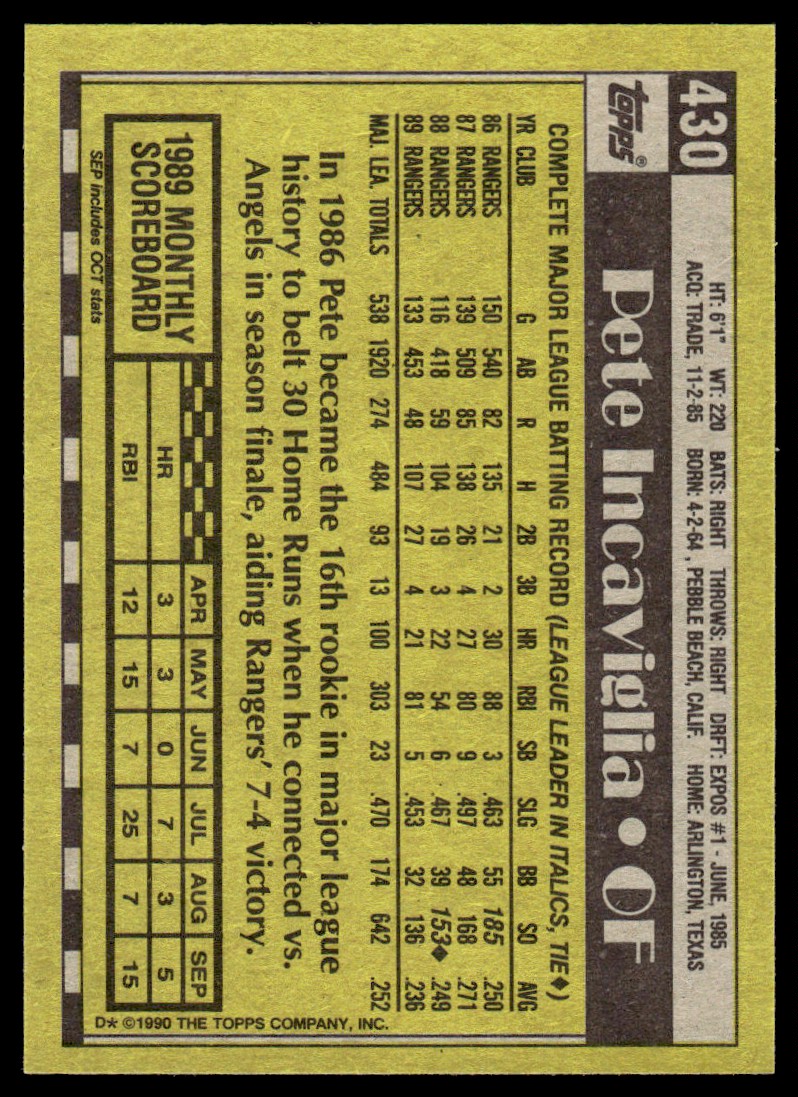 430
HT: 6'1" WT: 220 BATS: RIGHT THROWS: RIGHT DRFT: EXPOS #1 - JUNE, 1985
ACQ: TRADE, 11-2-85 BORN: 4-2-64, PEBBLE BEACH, CALIF. HOME: ARLINGTON, TEXAS
topps®
Pete Incaviglia • OF
COMPLETE MAJOR LEAGUE BATTING RECORD (LEAGUE LEADER IN ITALICS, TIE♦)
YR CLUB G AB R H 2B 3B HR RBI SB SLG BB SO AVG
86 RANGERS 150 540 82 135 21 2 30 88 3 .463 55 185 .250
87 RANGERS 139 509 85 138 26 4 27 80 9 .497 48 168 .271
88 RANGERS 116 418 59 104 19 3 22 54 6 .467 39 153♦ .249
89 RANGERS 133 453 48 107 27 4 21 81 5 .453 32 136 .236
MAJ. LEA. TOTALS 538 1920 274 484 93 13 100 303 23 .470 174 642 .252
In 1986 Pete became the 16th rookie in major league
history to belt 30 Home Runs when he connected vs.
Angels in season finale, aiding Rangers' 7-4 victory.
1989 MONTHLY
SCOREBOARD
APR MAY JUN JUL AUG SEP
HR 3 3 0 7 3 5
RBI 12 15 7 25 7 15
SEP includes OCT stats
D* ©1990 THE TOPPS COMPANY, INC.